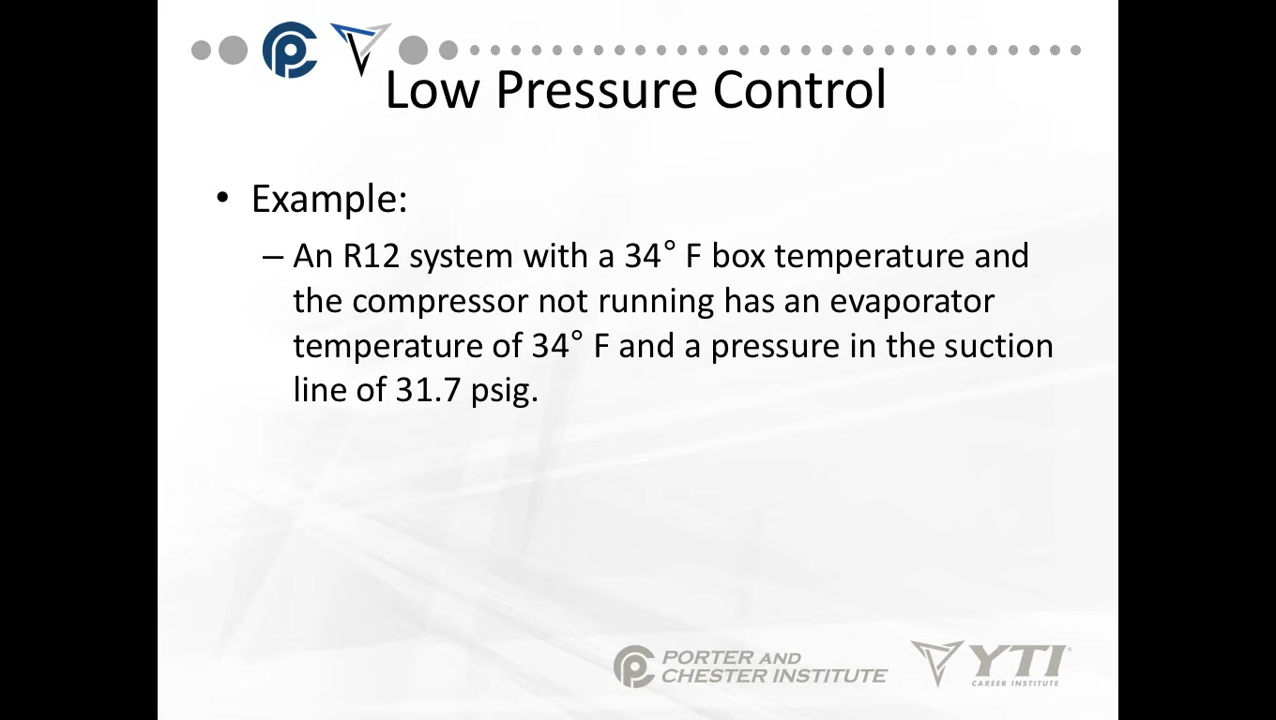 Low Pressure Control
• Example:
– An R12 system with a 34° F box temperature and
the compressor not running has an evaporator
temperature of 34° F and a pressure in the suction
line of 31.7 psig.
PORTER AND
CHESTER INSTITUTE
YTI®
CAREER INSTITUTE